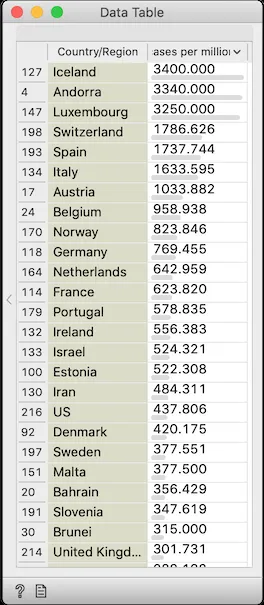 Data Table
Country/Region ases per million
127 Iceland 3400.000
4 Andorra 3340.000
147 Luxembourg 3250.000
198 Switzerland 1786.626
193 Spain 1737.744
134 Italy 1633.595
17 Austria 1033.882
24 Belgium 958.938
170 Norway 823.846
118 Germany 769.455
164 Netherlands 642.959
114 France 623.820
179 Portugal 578.835
132 Ireland 556.383
133 Israel 524.321
100 Estonia 522.308
130 Iran 484.311
216 US 437.806
92 Denmark 420.175
197 Sweden 377.551
151 Malta 377.500
20 Bahrain 356.429
191 Slovenia 347.619
30 Brunei 315.000
214 United Kingd... 301.731
?